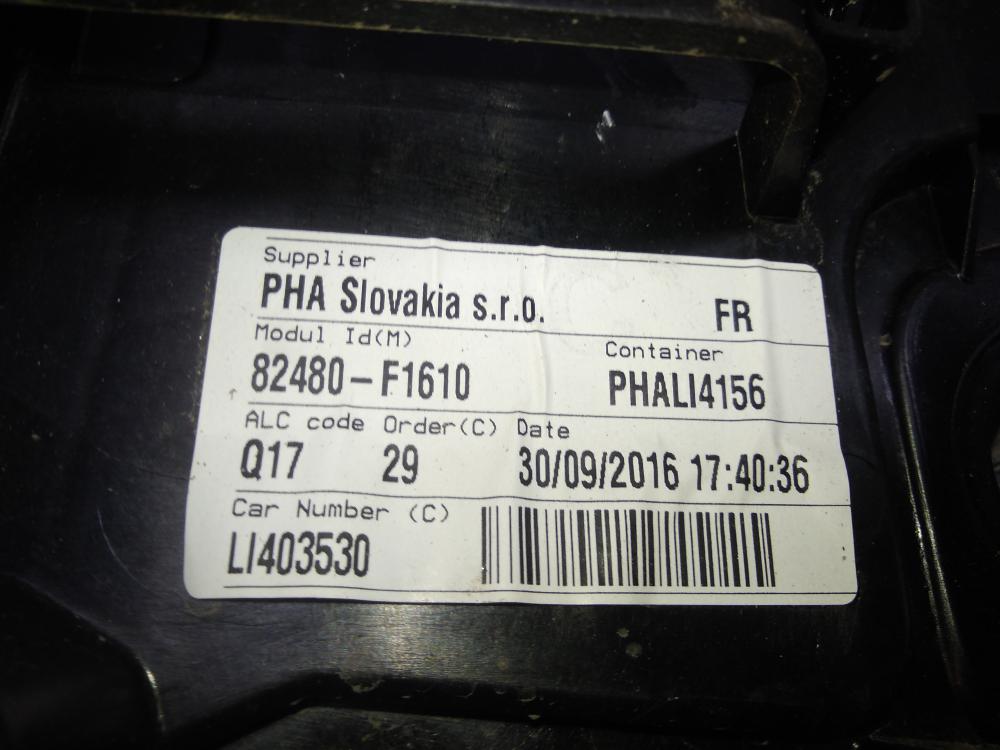 Supplier
PHA Slovakia s.r.o. FR
Modul Id(M) Container
82480-F1610 PHALI4156
ALC code Order(C) Date
Q17 29 30/09/2016 17:40:36
Car Number (C)
LI403530